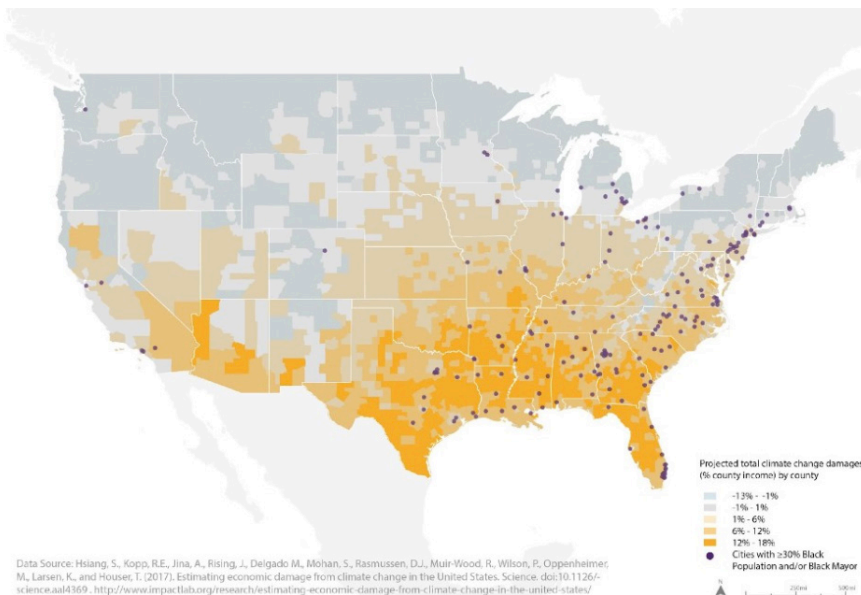 Projected total climate change damages
(% county income) by county
-13% - -1%
-1% - 1%
1% - 6%
6% - 12%
12% - 18%
Cities with ≥30% Black
Population and/or Black Mayor
N
250 mi
500 mi
Data Source: Hsiang, S., Kopp, R.E., Jina, A., Rising, J., Delgado M., Mohan, S., Rasmussen, D.J., Muir-Wood, R., Wilson, P., Oppenheimer,
M., Larsen, K., and Houser, T. (2017). Estimating economic damage from climate change in the United States. Science. doi:10.1126/-
science.aal4369 . http://www.impactlab.org/research/estimating-economic-damage-from-climate-change-in-the-united-states/